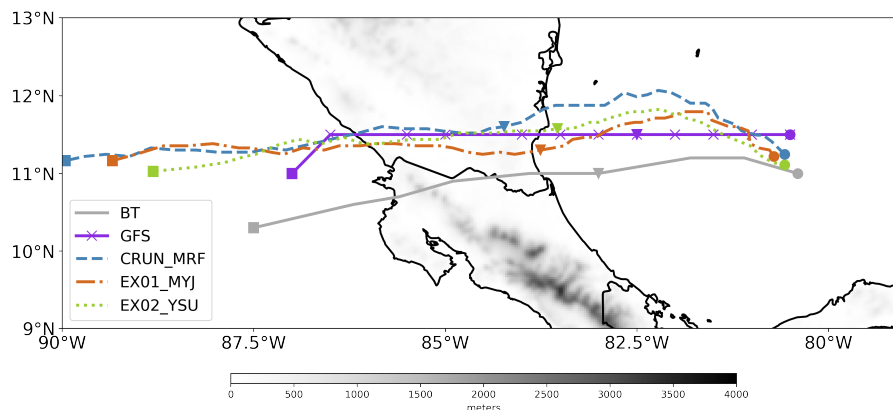 13°N
12°N
11°N
10°N
9°N
BT
GFS
CRUN_MRF
EX01_MYJ
EX02_YSU
90°W 87.5°W 85°W 82.5°W 80°W
0 500 1000 1500 2000 2500 3000 3500 4000
meters